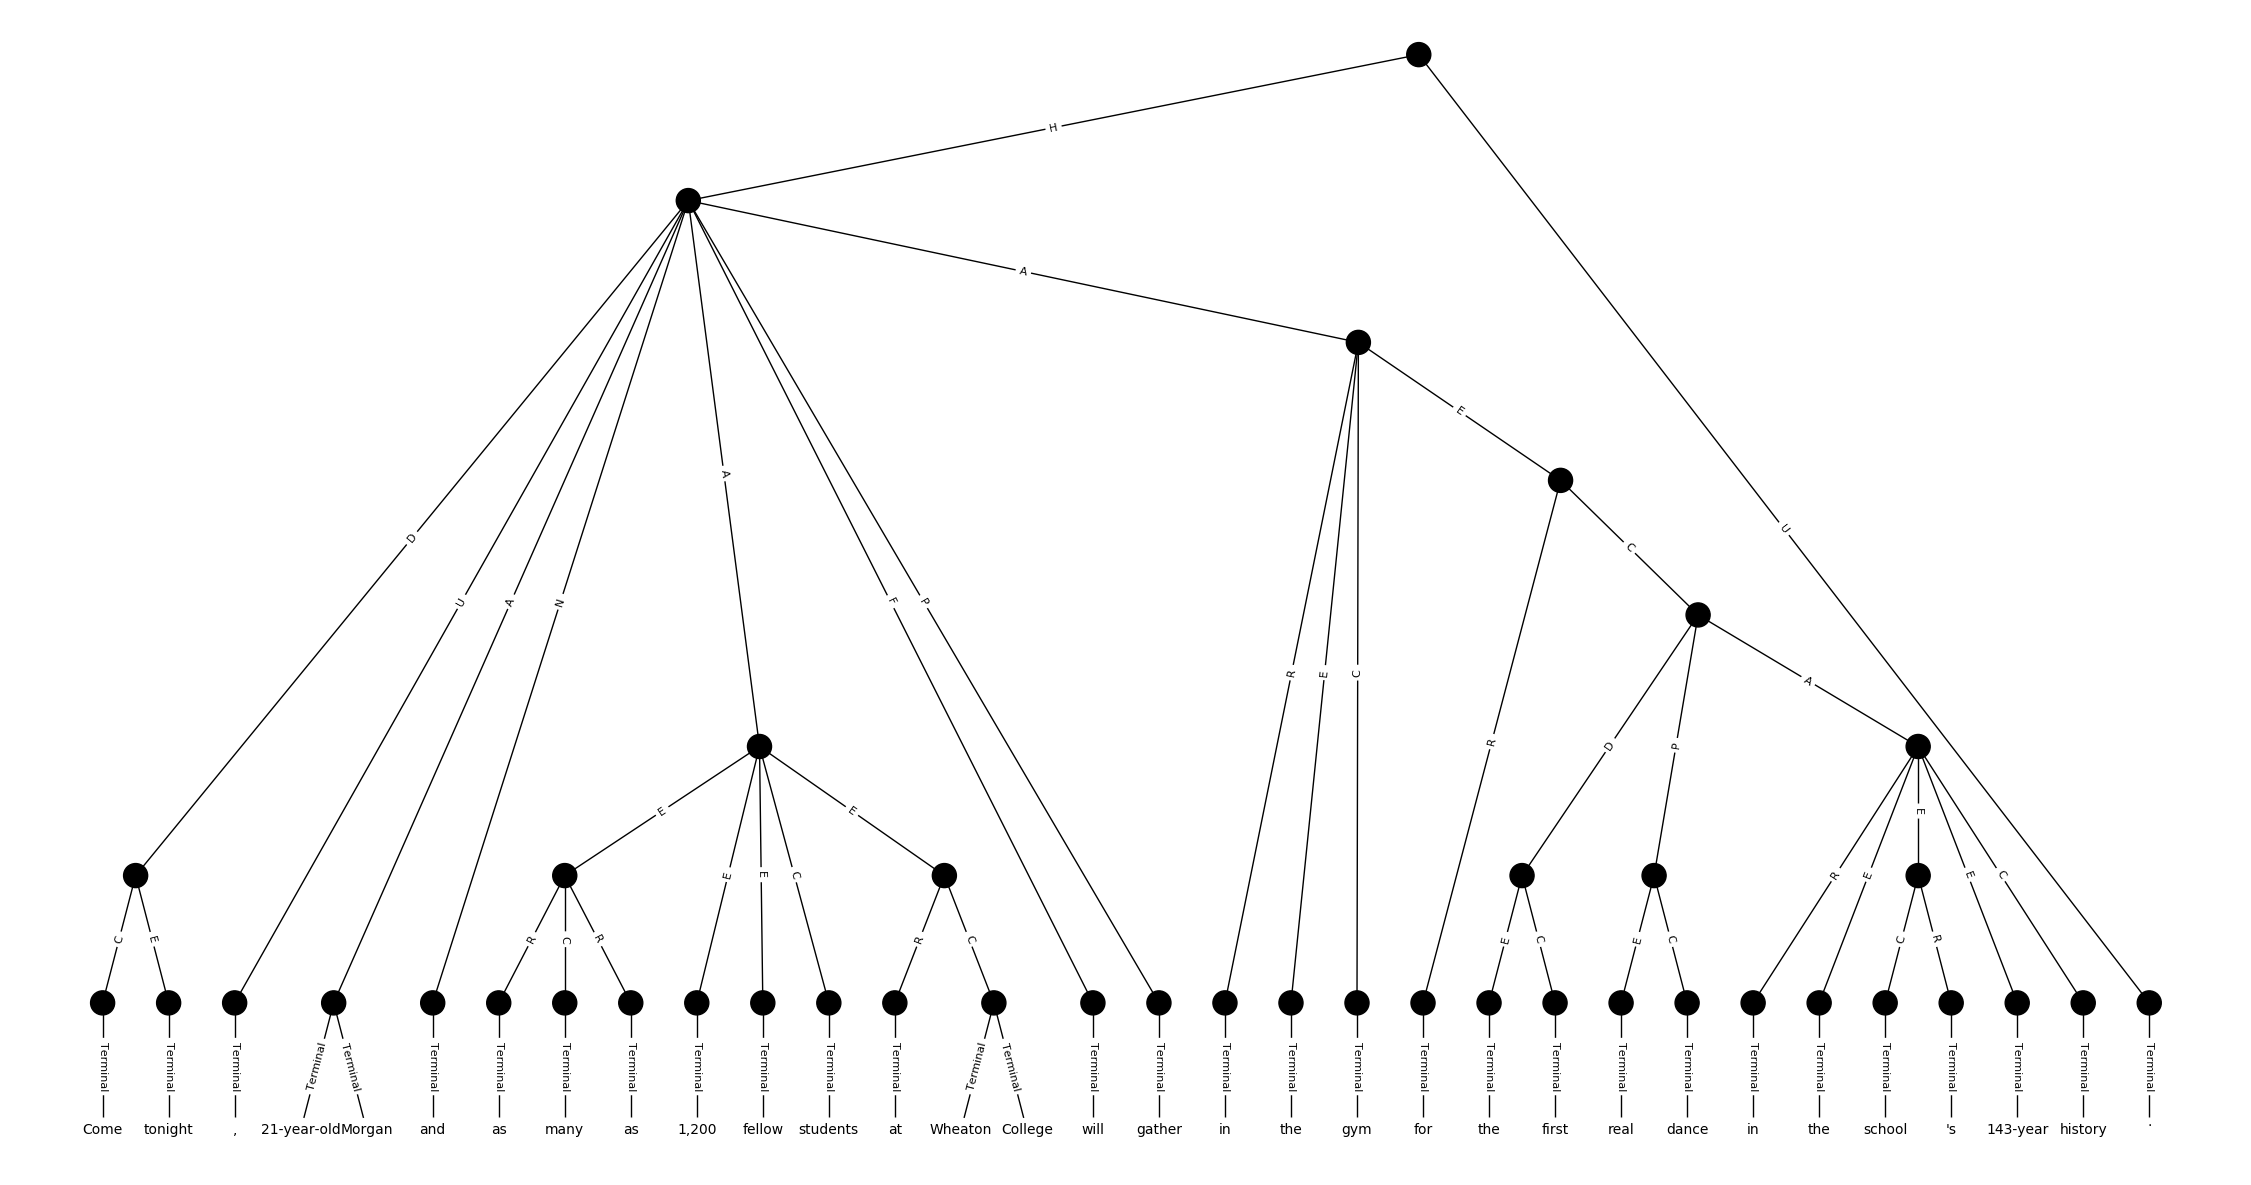 H
A
E
A
D
U
C
U
A
N
F
P
R
E
C
R
D
P
A
E
E
E
E
C
E
R
E
E
C
C
E
R
C
R
R
C
E
C
E
C
C
R
Terminal Terminal Terminal Terminal Terminal Terminal Terminal Terminal Terminal Terminal Terminal Terminal Terminal Terminal Terminal Terminal Terminal Terminal Terminal Terminal Terminal Terminal Terminal Terminal Terminal Terminal Terminal Terminal Terminal Terminal Terminal Terminal Terminal Terminal
Come tonight , 21-year-old Morgan and as many as 1,200 fellow students at Wheaton College will gather in the gym for the first real dance in the school 's 143-year history .